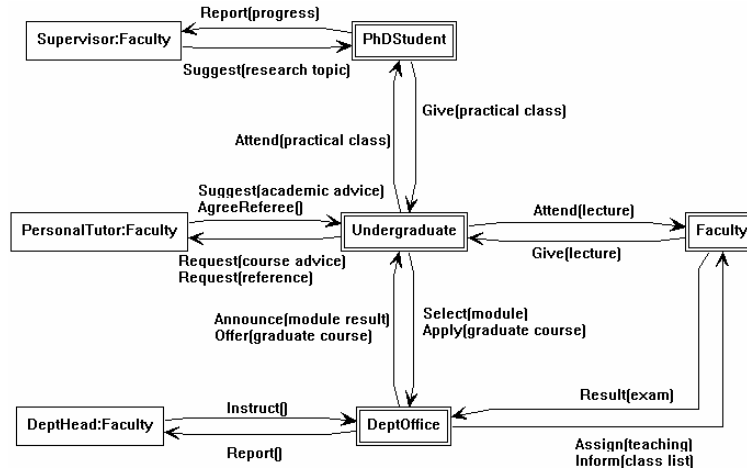 Report(progress)
Supervisor:Faculty
PhDStudent
Suggest(research topic)
Give(practical class)
Attend(practical class)
Suggest(academic advice)
AgreeReferee()
Attend(lecture)
PersonalTutor:Faculty
Undergraduate
Faculty
Request(course advice)
Request(reference)
Give(lecture)
Announce(module result)
Offer(graduate course)
Select(module)
Apply(graduate course)
Result(exam)
Instruct()
DeptHead:Faculty
DeptOffice
Report()
Assign(teaching)
Inform(class list)